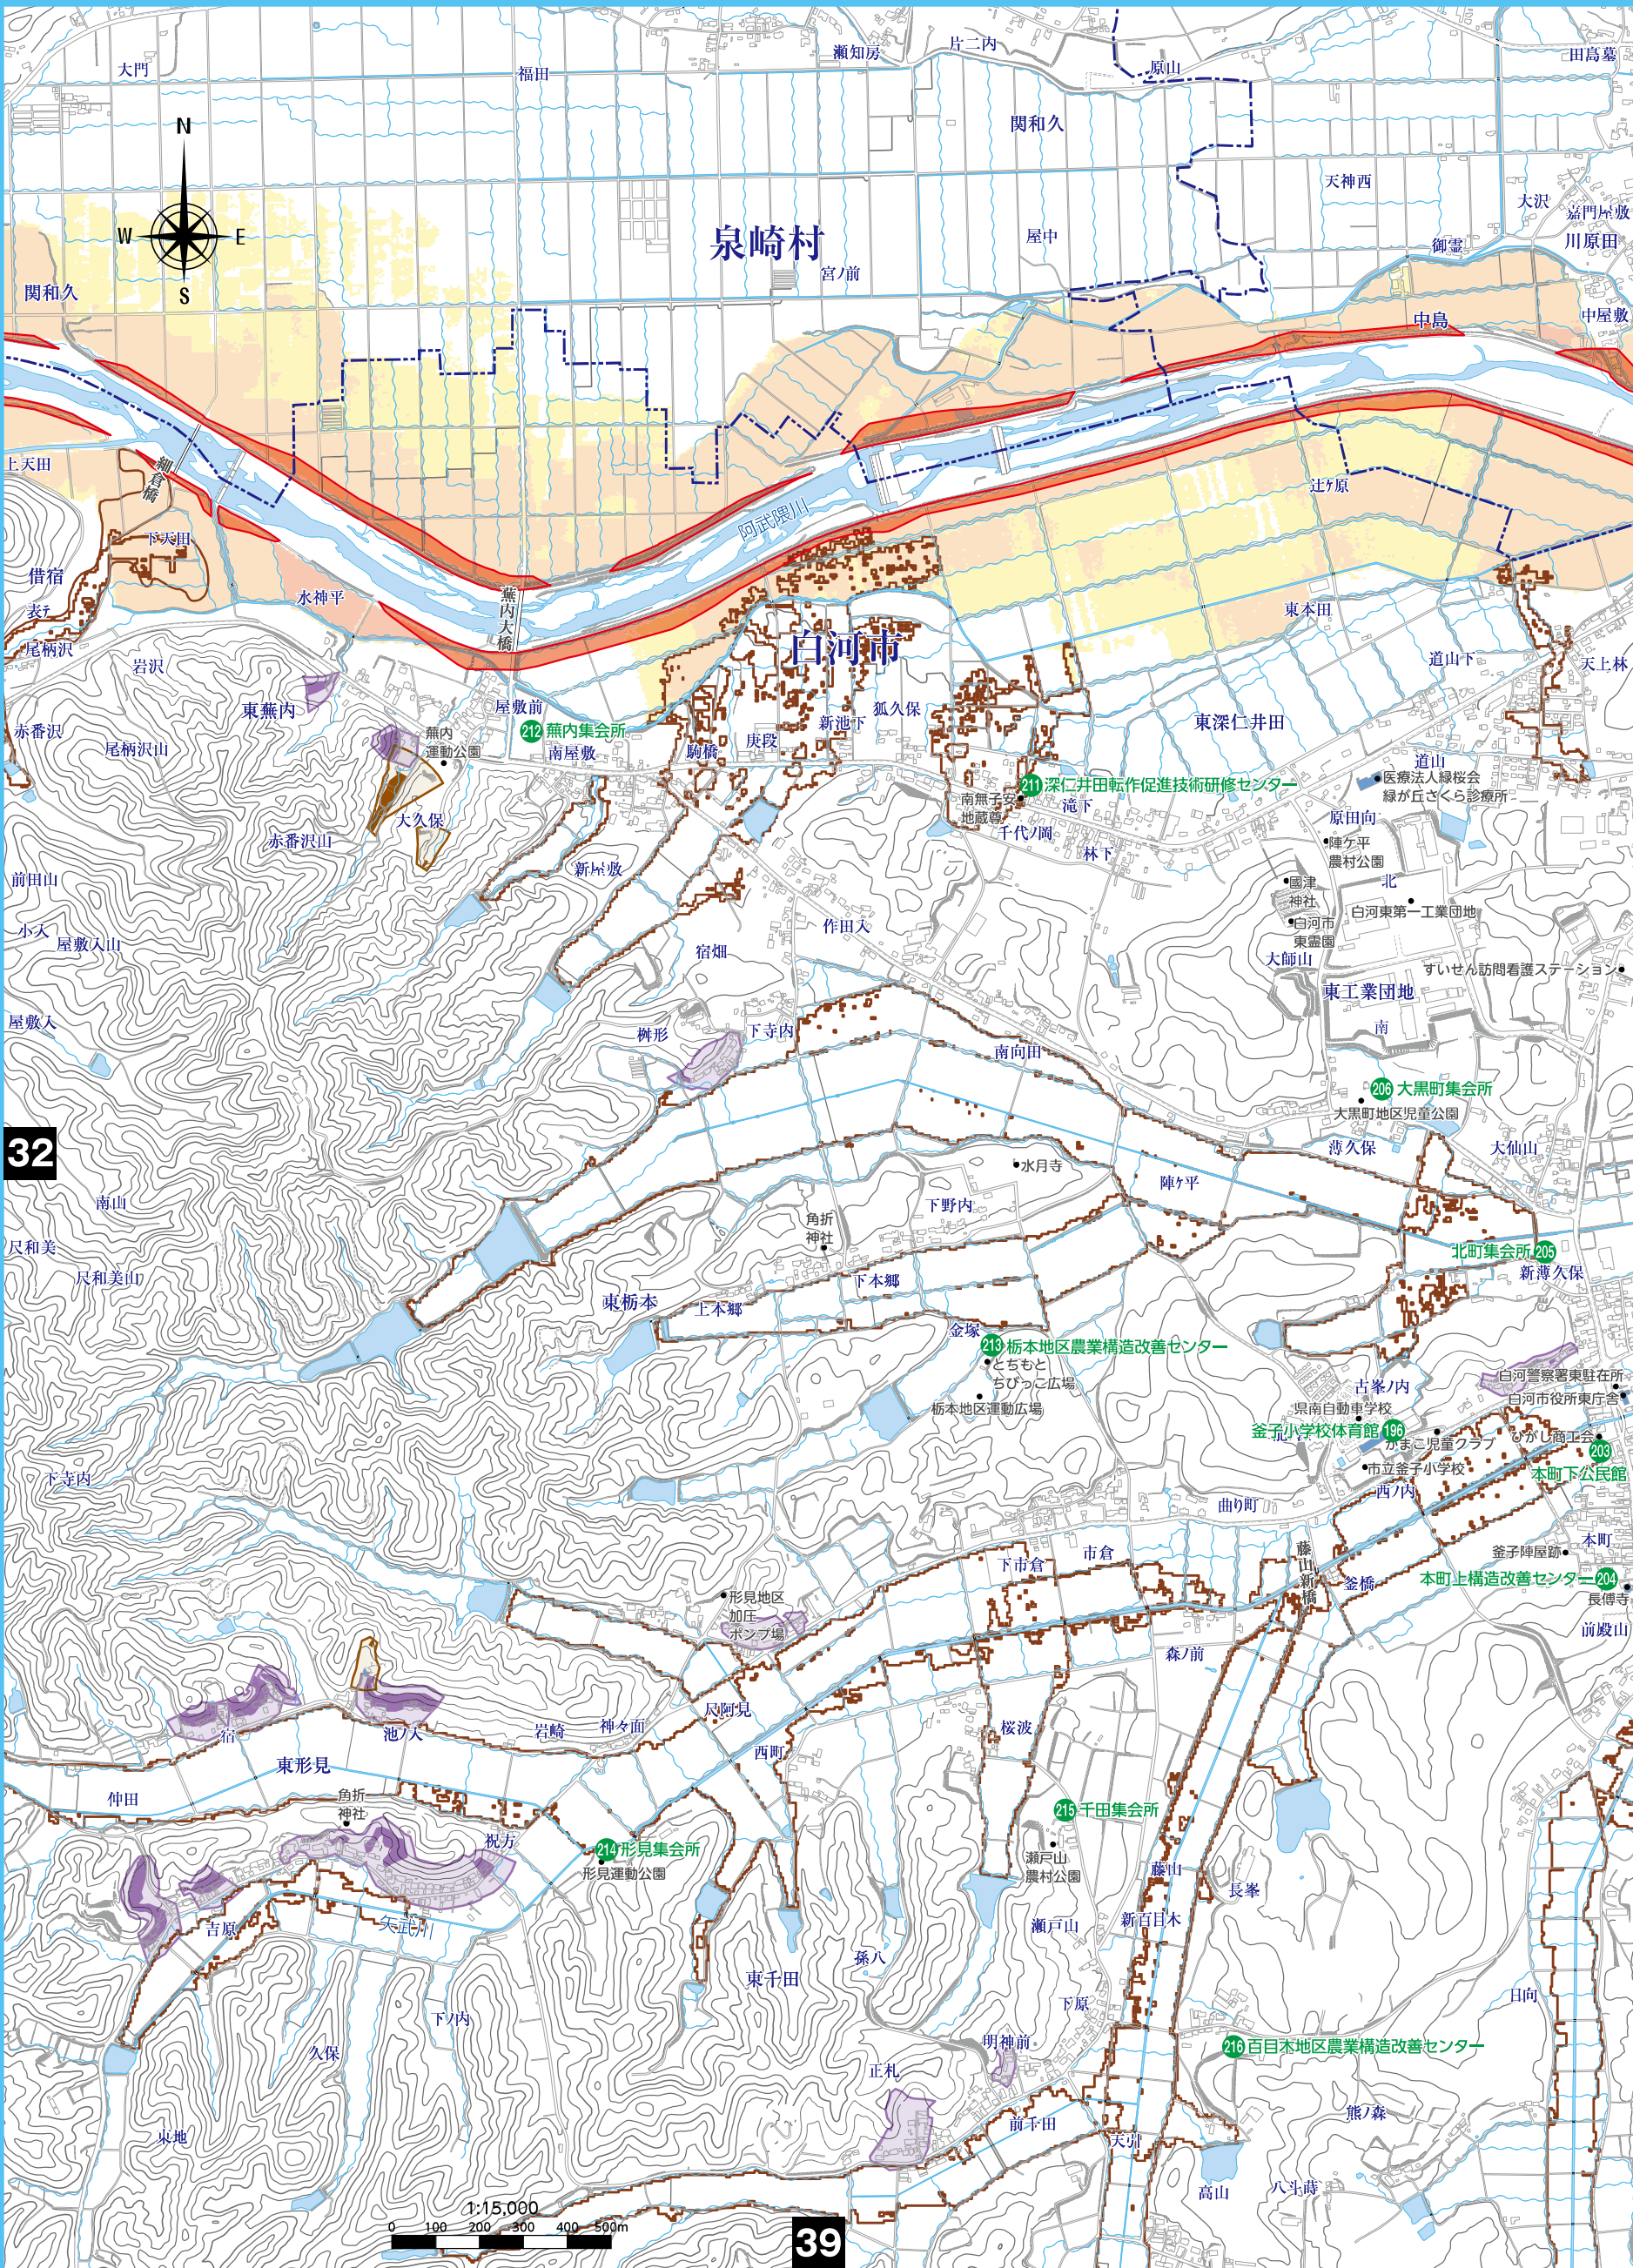 大門
福田
瀬知房
片二内
原山
田島墓
関和久
N
W
E
S
天神西
大沢
嘉門屋敷
川原田
御霊
泉崎村
屋中
宮ノ前
関和久
中島
中屋敷
上天田
細倉橋
辻ケ原
阿武隈川
下天田
借宿
水神平
表子
蕪内大橋
東本田
白河市
尾柄沢
岩沢
道山下
天上林
東蕪内
屋敷前
狐久保
新池下
東深仁井田
赤番沢
尾柄沢山
蕪内
運動公園
212 蕪内集会所
南屋敷
駒橋
庚段
道山
211 深仁井田転作促進技術研修センター
医療法人緑桜会
緑が丘さくら診療所
南無子安
地蔵尊
滝下
大久保
原田向
赤番沢山
千代ノ岡
林下
陣ケ平
農村公園
前田山
新屋敷
國津
神社
北
白河東第一工業団地
小入
屋敷入山
作田入
白河市
東霊園
宿畑
大師山
すいせん訪問看護ステーション
東工業団地
屋敷入
桝形
下寺内
南
南向田
206 大黒町集会所
大黒町地区児童公園
32
薄久保
大仙山
水月寺
南山
陣ケ平
下野内
角折
神社
尺和美
北町集会所 205
尺和美山
新薄久保
下本郷
東栃本
上本郷
金塚
213 栃本地区農業構造改善センター
とちもと
ちびっこ広場
栃本地区運動広場
古峯ノ内
白河警察署東駐在所
白河市役所東庁舎
県南自動車学校
釜子小学校体育館 196
かまこ児童クラブ
ひがし商工会
203
本町下公民館
市立釜子小学校
下寺内
西ノ内
曲り町
本町
藤山新橋
釜子陣屋跡
下市倉
市倉
釜橋
本町上構造改善センター 204
長傳寺
形見地区
加圧
ポンプ場
前殿山
森ノ前
尺阿見
宿
池ノ入
岩崎
神々面
桜波
西町
東形見
仲田
角折
神社
215 千田集会所
祝方
214 形見集会所
形見運動公園
瀬戸山
農村公園
藤山
長峯
吉原
矢武川
瀬戸山
新百目木
孫八
東千田
日向
下原
下ノ内
久保
明神前
216 百目木地区農業構造改善センター
正札
熊ノ森
前千田
東地
天引
高山
八斗蒔
1:15,000
0 100 200 300 400 500m
39